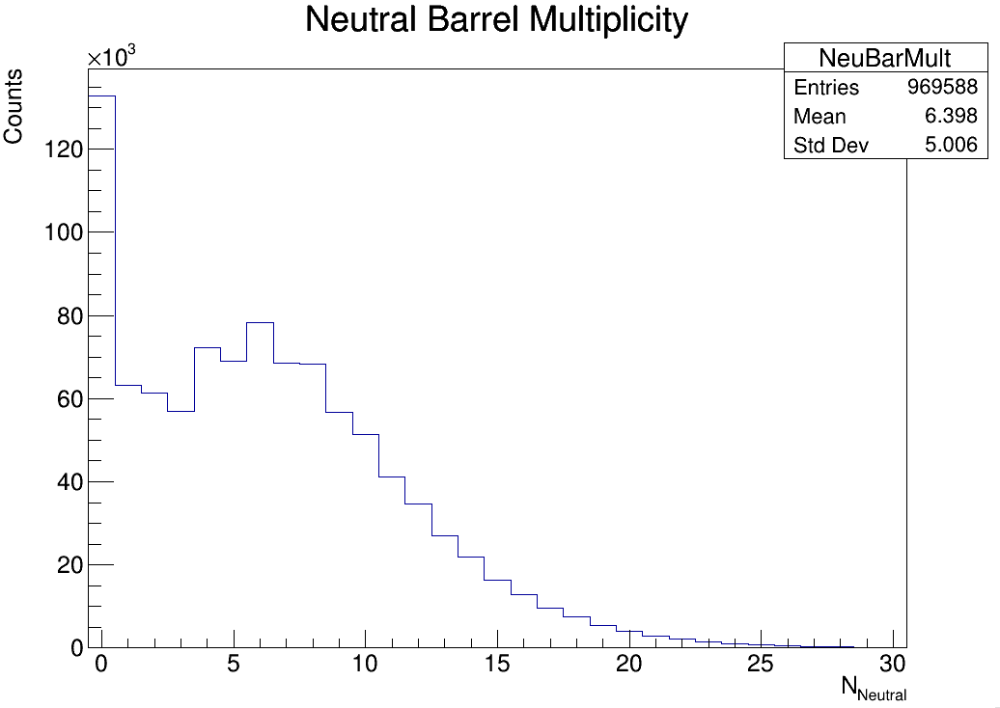 Neutral Barrel Multiplicity
×10³
Counts
NeuBarMult
Entries 969588
Mean 6.398
Std Dev 5.006
120
100
80
60
40
20
0
0 5 10 15 20 25 30
N_Neutral